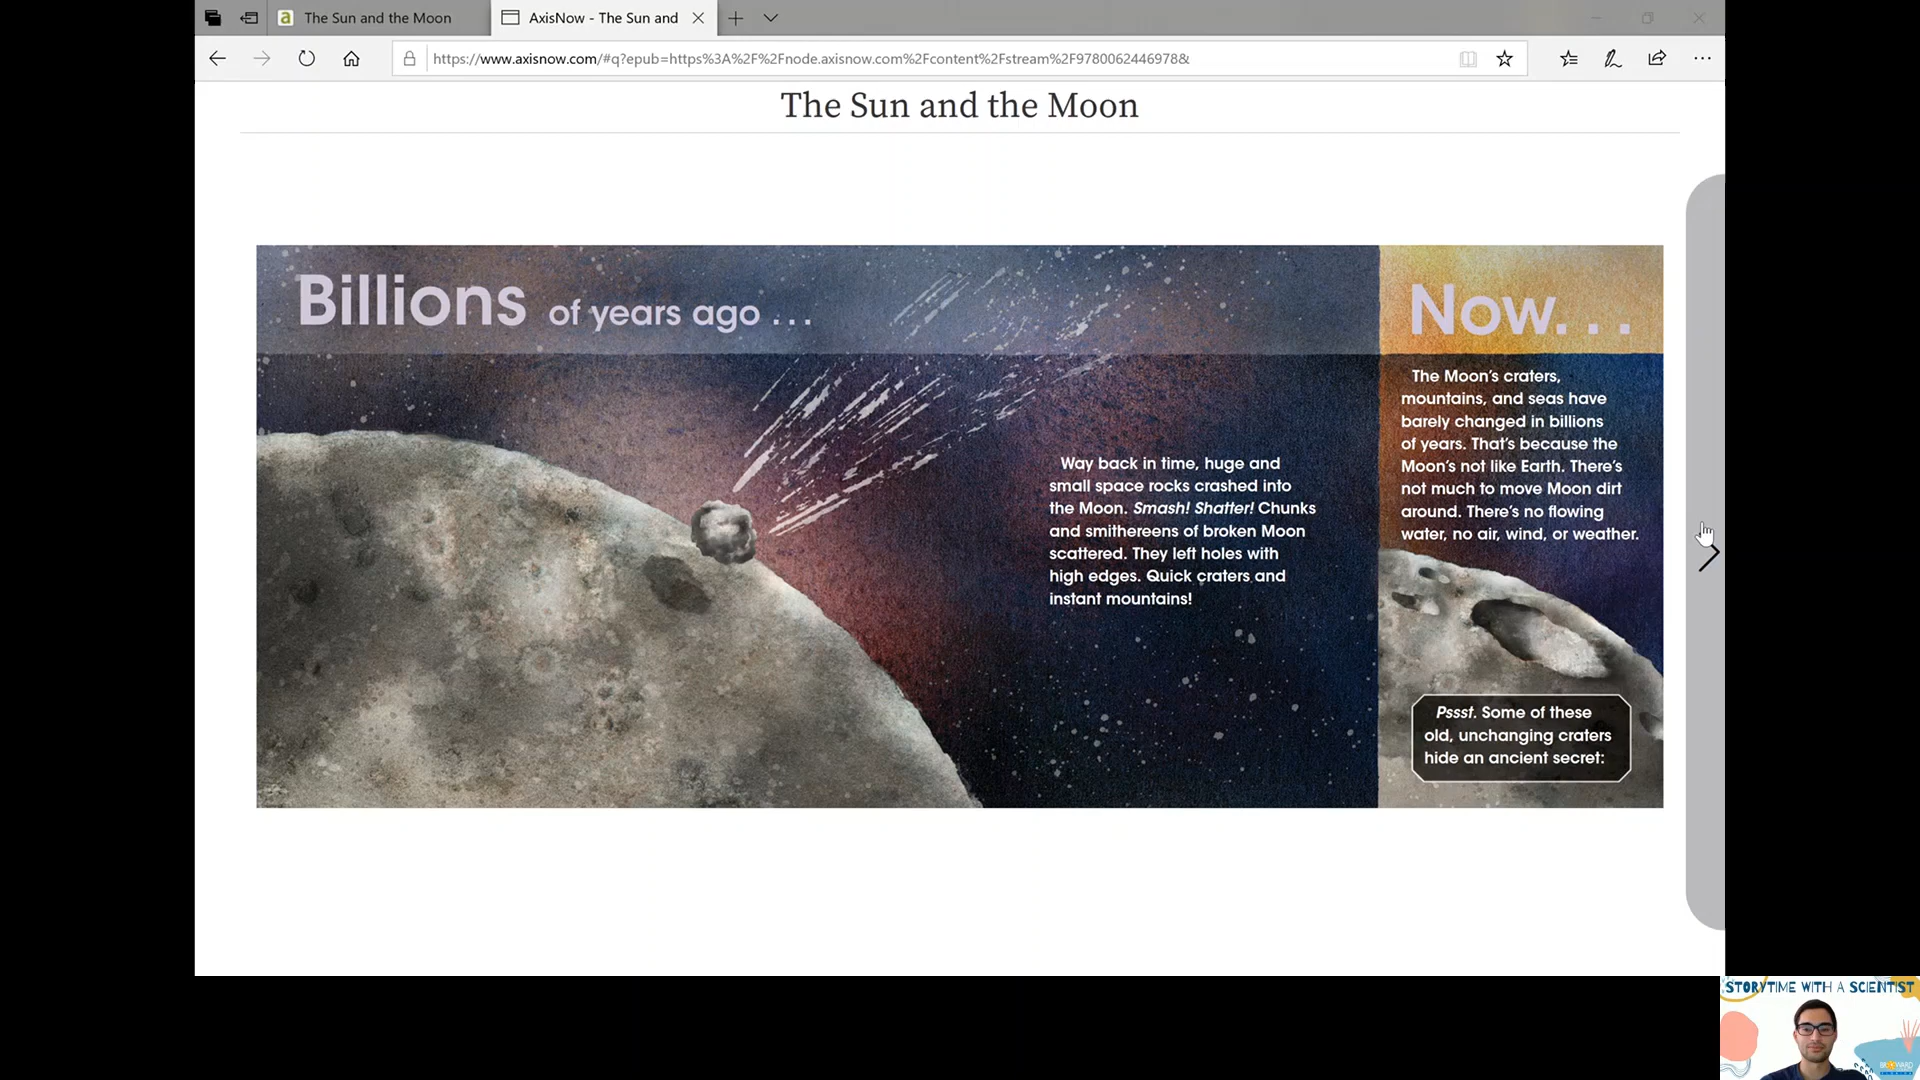 The Sun and the Moon
AxisNow - The Sun and
https://www.axisnow.com/#q?epub=https%3A%2F%2Fnode.axisnow.com%2Fcontent%2Fstream%2F9780062446978&
The Sun and the Moon
Billions of years ago . . .
Way back in time, huge and
small space rocks crashed into
the Moon. Smash! Shatter! Chunks
and smithereens of broken Moon
scattered. They left holes with
high edges. Quick craters and
instant mountains!
Now. . .
The Moon's craters,
mountains, and seas have
barely changed in billions
of years. That's because the
Moon's not like Earth. There's
not much to move Moon dirt
around. There's no flowing
water, no air, wind, or weather.
Pssst. Some of these
old, unchanging craters
hide an ancient secret:
STORYTIME WITH A SCIENTIST